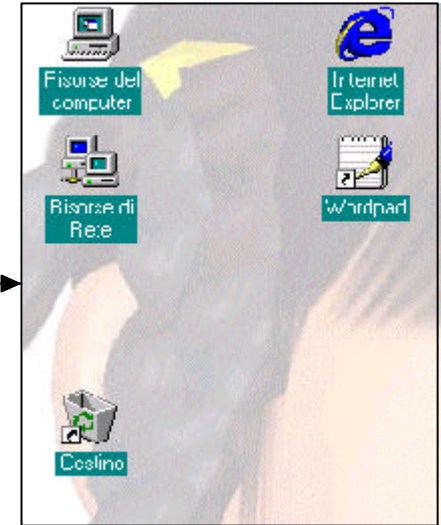 Risorse del
computer
Internet
Explorer
Risorse di
Rete
Wordpad
Cestino